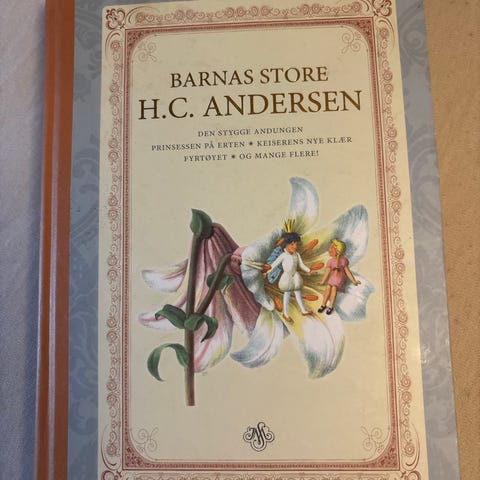 BARNAS STORE
H.C. ANDERSEN
DEN STYGGE ANDUNGEN
PRINSESSEN PÅ ERTEN * KEISERENS NYE KLÆR
FYRTØYET * OG MANGE FLERE!